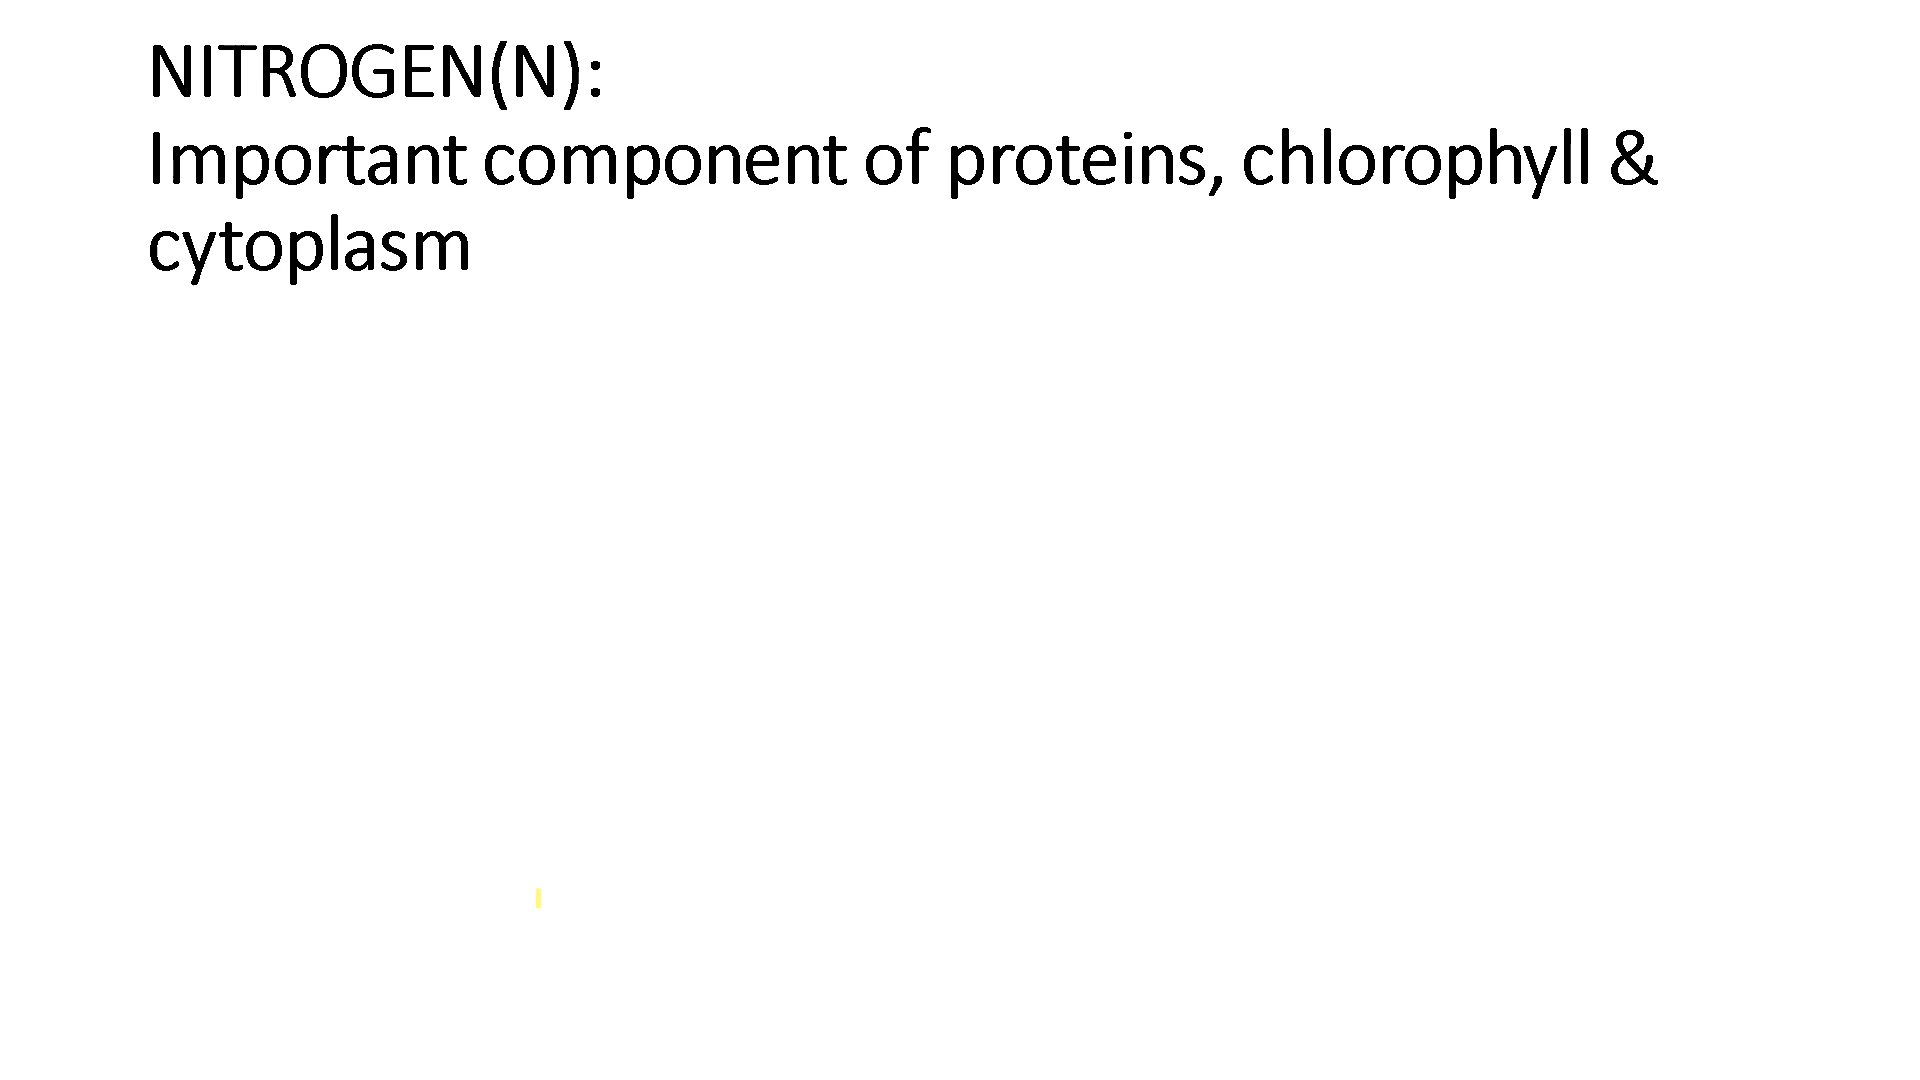 NITROGEN(N):
Important component of proteins, chlorophyll &
cytoplasm